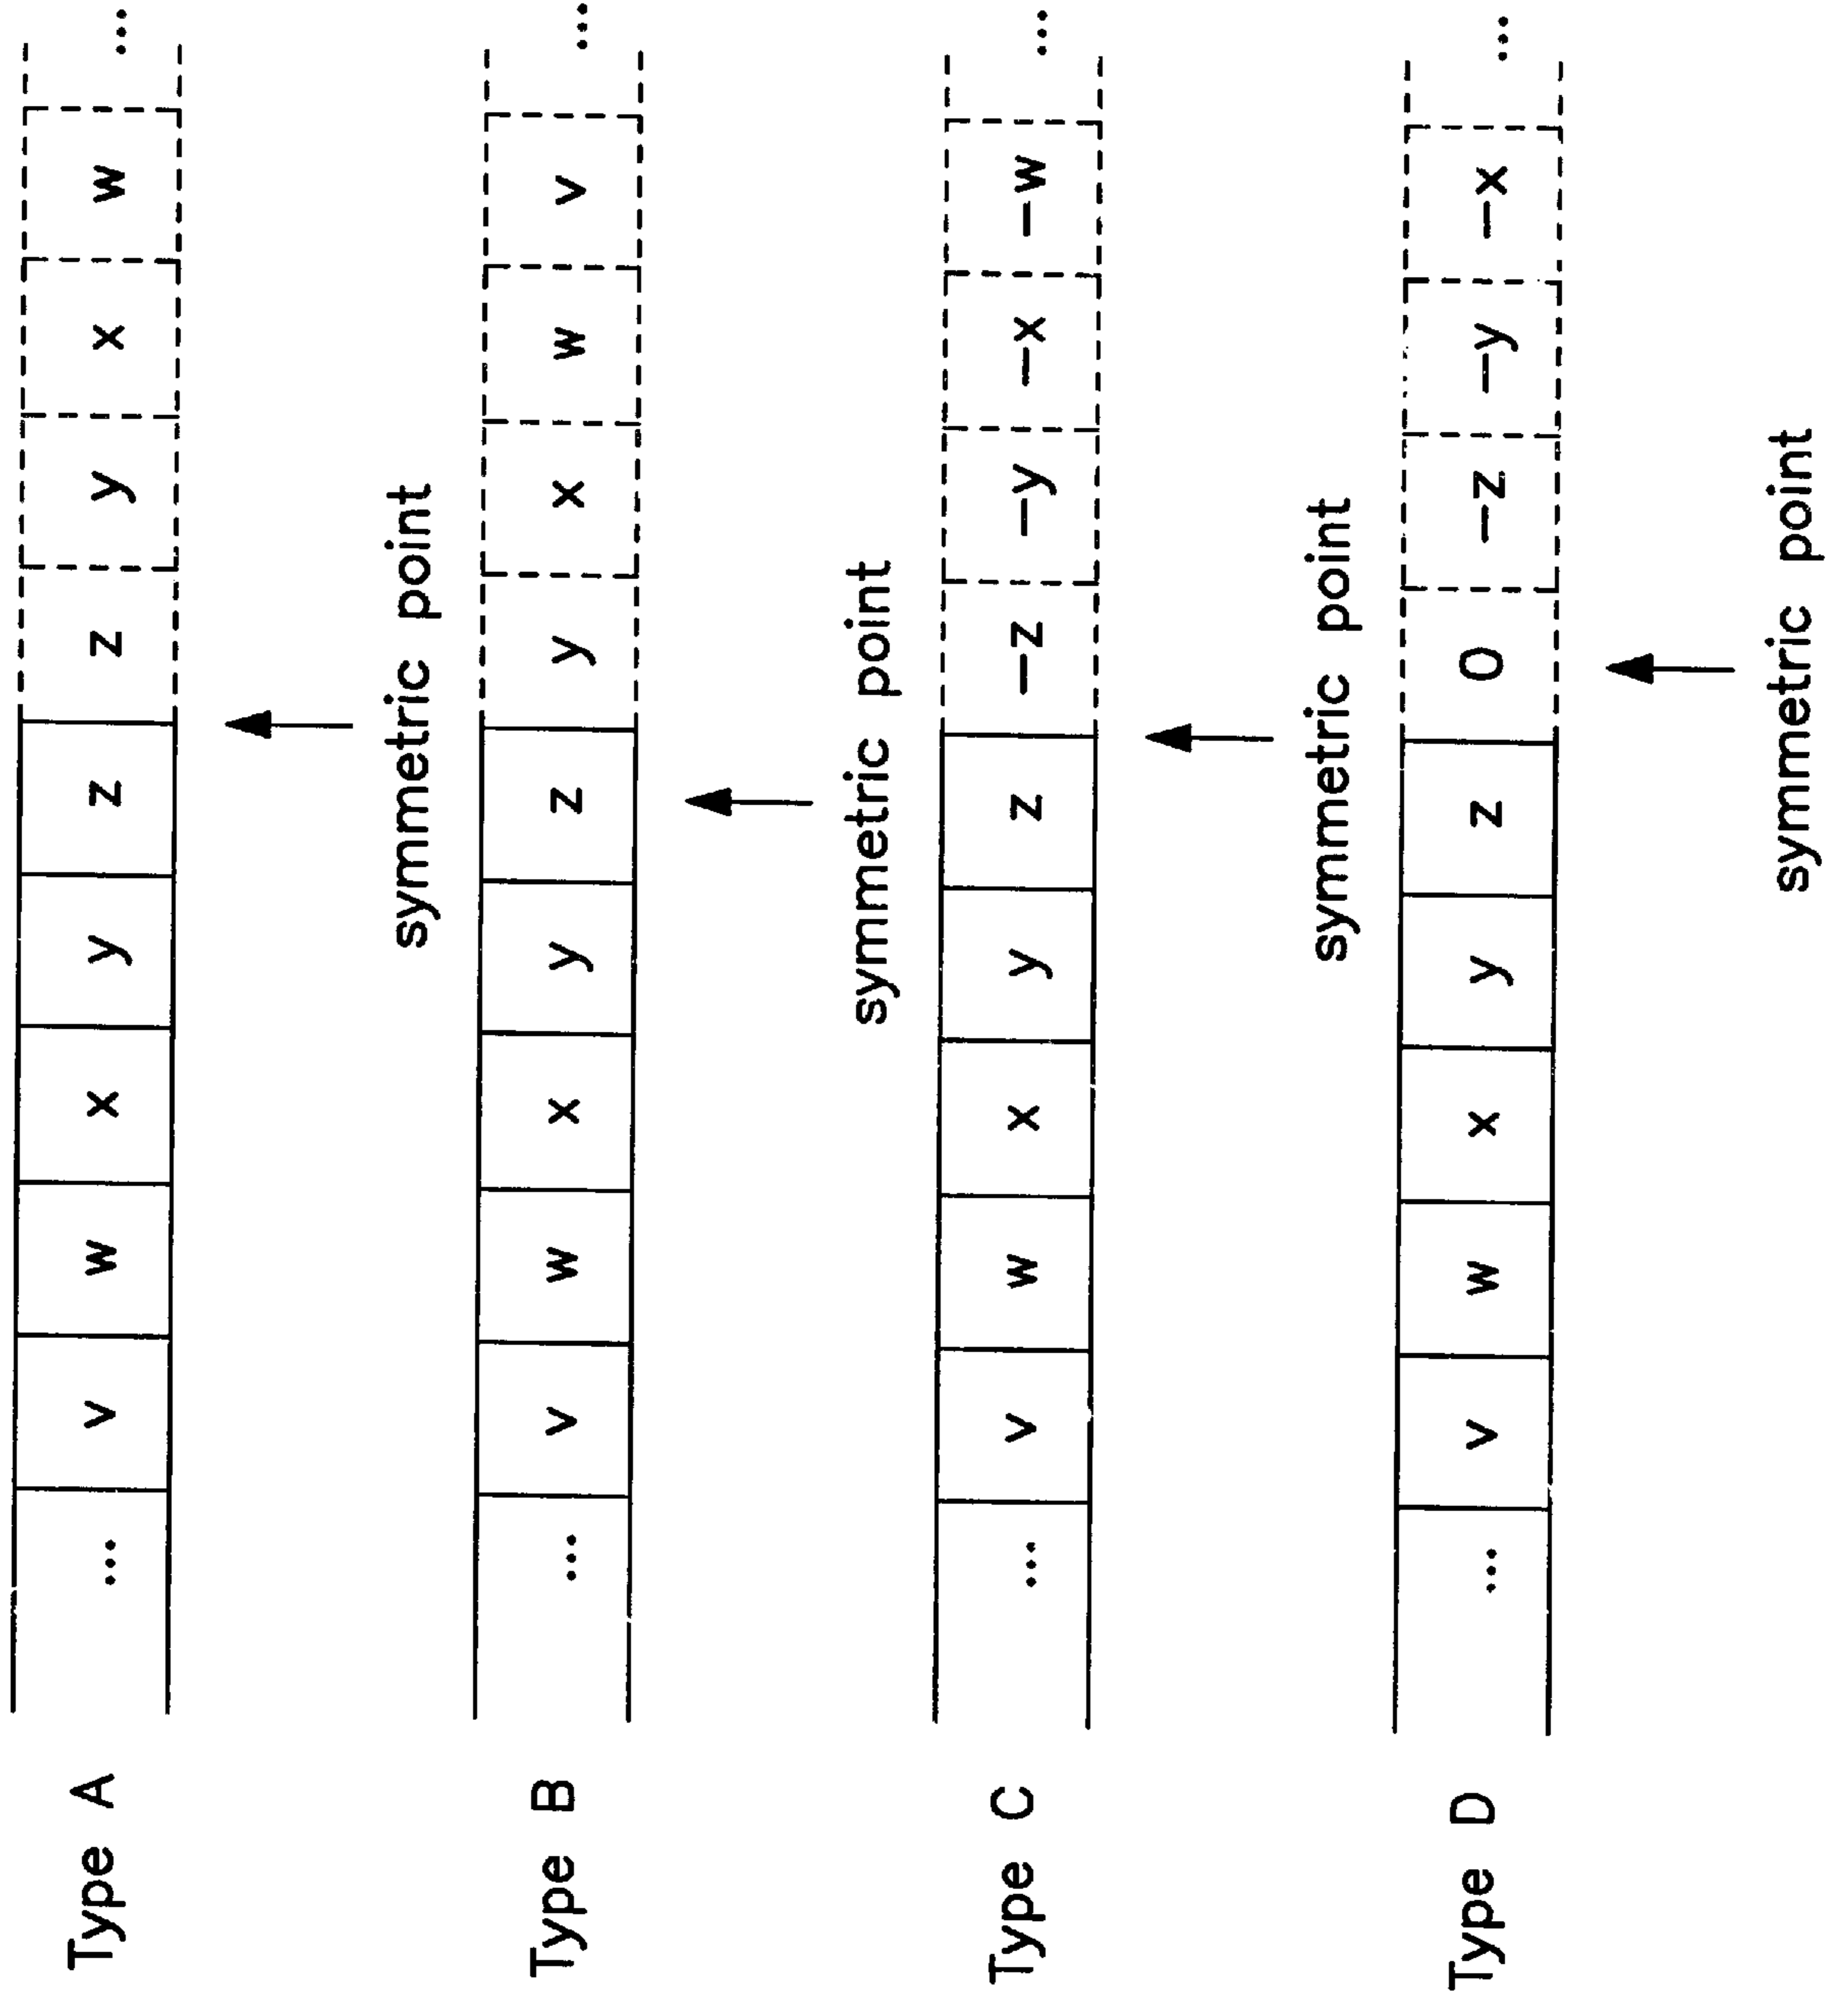 Type A ... v w x y z z y x w ...
symmetric point
Type B ... v w x y z y x w v ...
symmetric point
Type C ... v w x y z −z −y −x −w ...
symmetric point
Type D ... v w x y z 0 −z −y −x ...
symmetric point